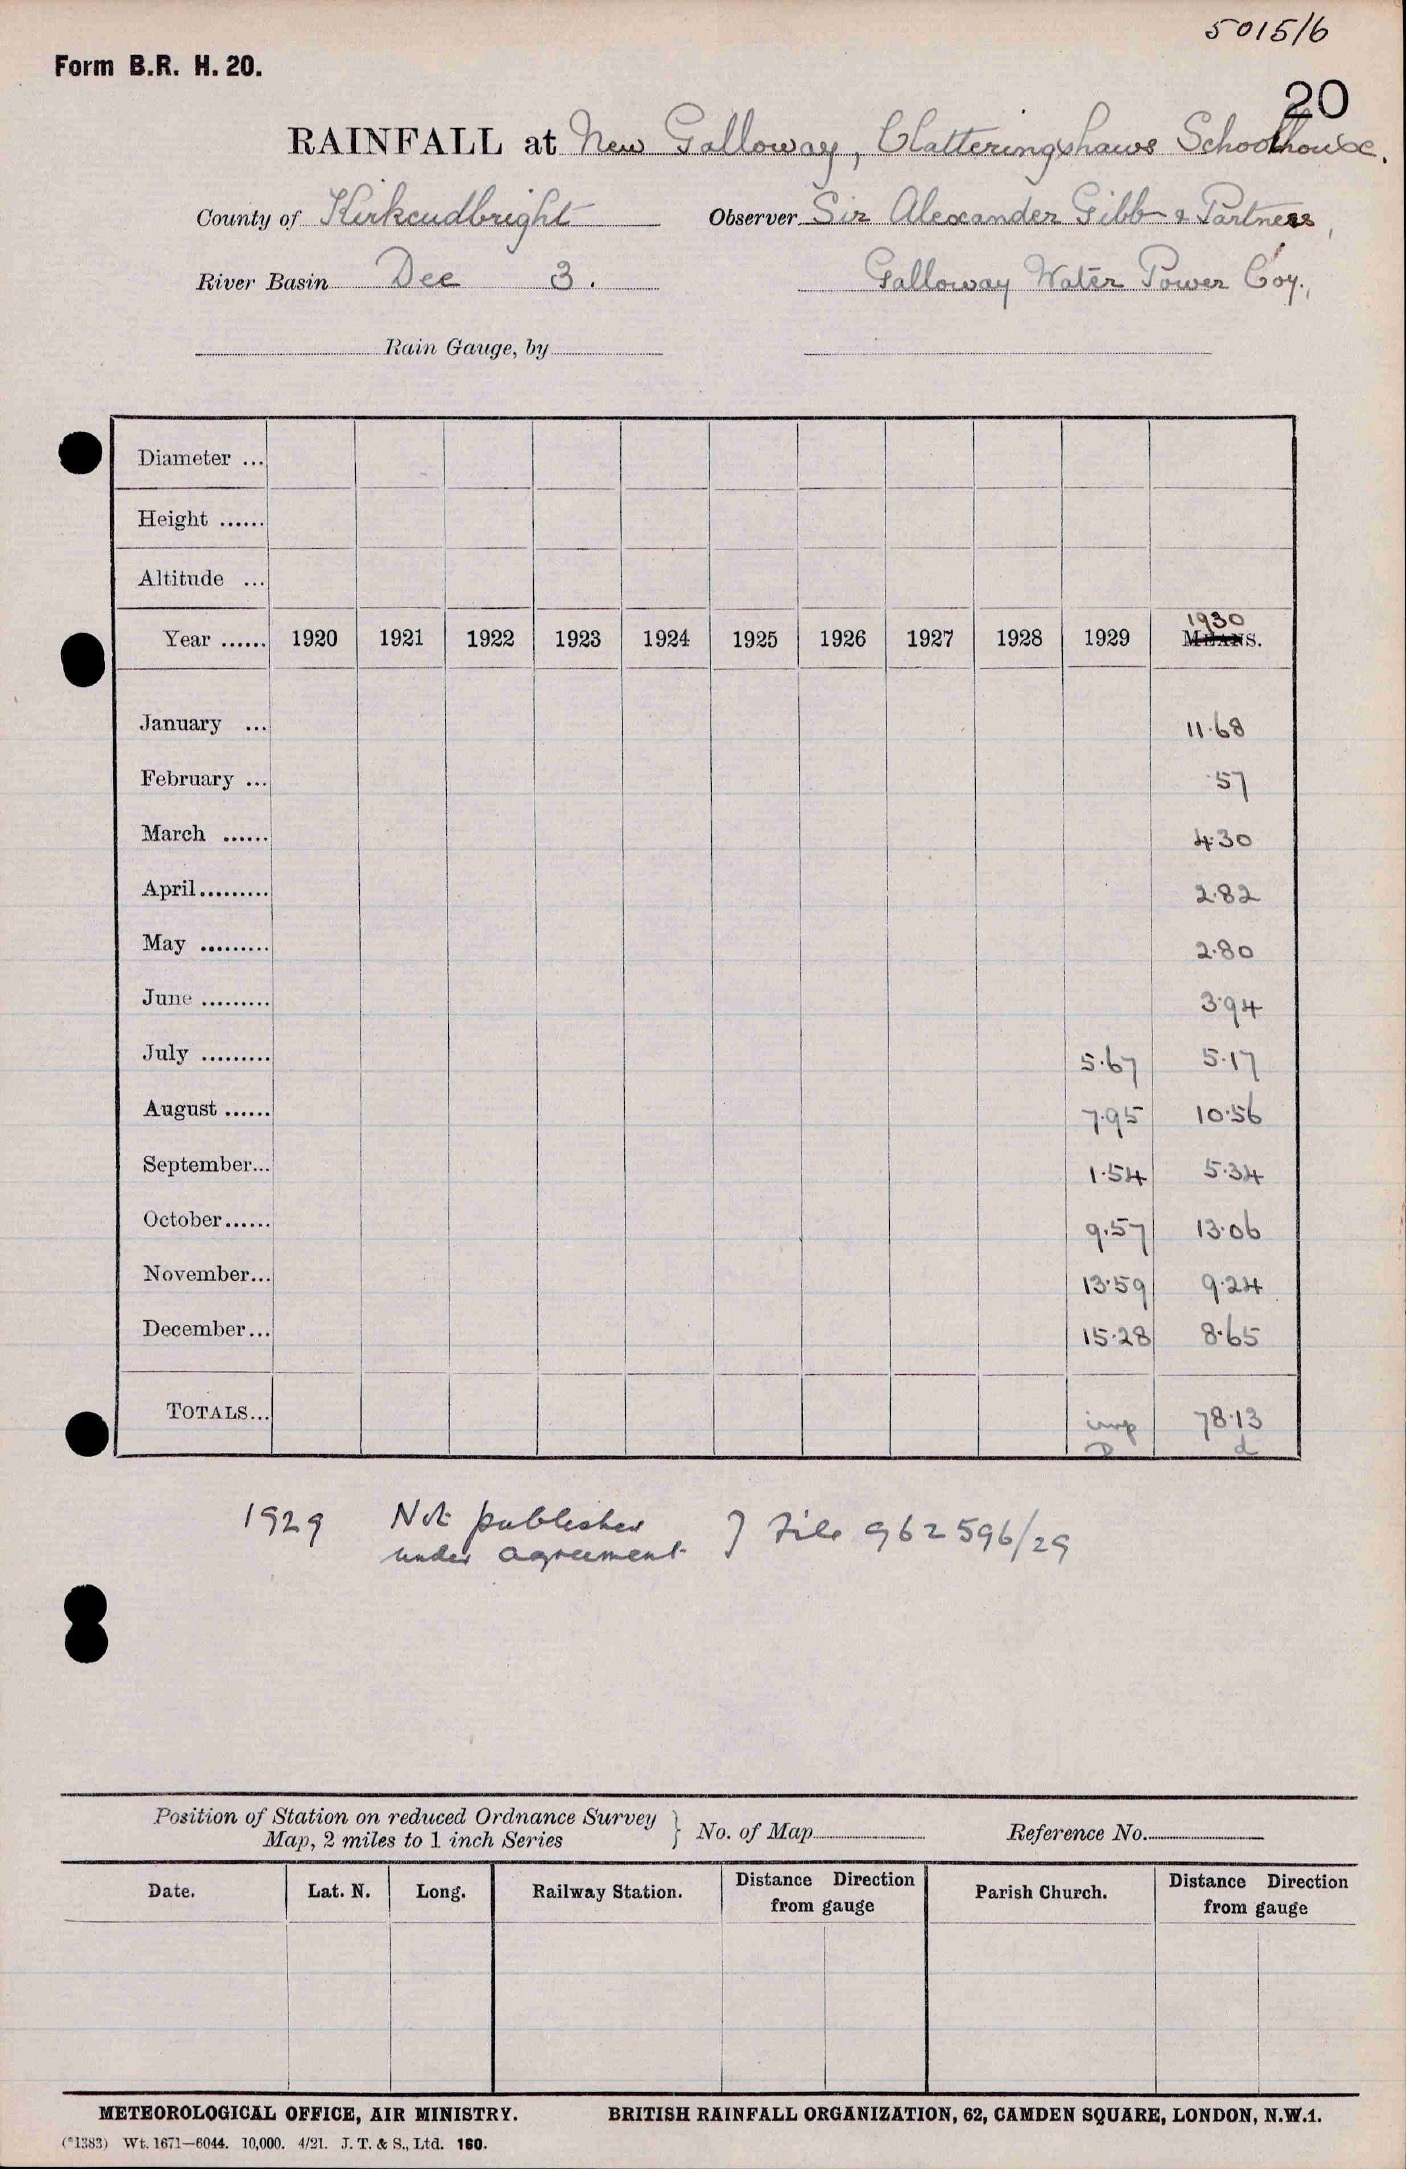 5015/6
Form B.R. H. 20.
20
RAINFALL at New Galloway, Clatteringshaws Schoolhouse.
County of Kirkcudbright Observer Sir Alexander Gibb & Partners,
River Basin Dee 3. Galloway Water Power Coy.,
Rain Gauge, by
Diameter ...
Height ......
Altitude ...
Year ...... 1920 1921 1922 1923 1924 1925 1926 1927 1928 1929 1930 MEANS.
January ... 11.68
February ... .57
March ...... 4.30
April......... 2.82
May ......... 2.80
June ......... 3.94
July ......... 5.67 5.17
August ...... 7.95 10.56
September... 1.54 5.34
October...... 9.57 13.06
November... 13.59 9.24
December... 15.28 8.65
TOTALS... imp 78.13
D d
1929 Not published } File 962596/29
under agreement
Position of Station on reduced Ordnance Survey
Map, 2 miles to 1 inch Series } No. of Map Reference No.
Date. Lat. N. Long. Railway Station. Distance Direction from gauge Parish Church. Distance Direction from gauge
METEOROLOGICAL OFFICE, AIR MINISTRY. BRITISH RAINFALL ORGANIZATION, 62, CAMDEN SQUARE, LONDON, N.W.1.
(*1383) Wt. 1671—6044. 10,000. 4/21. J. T. & S., Ltd. 160.